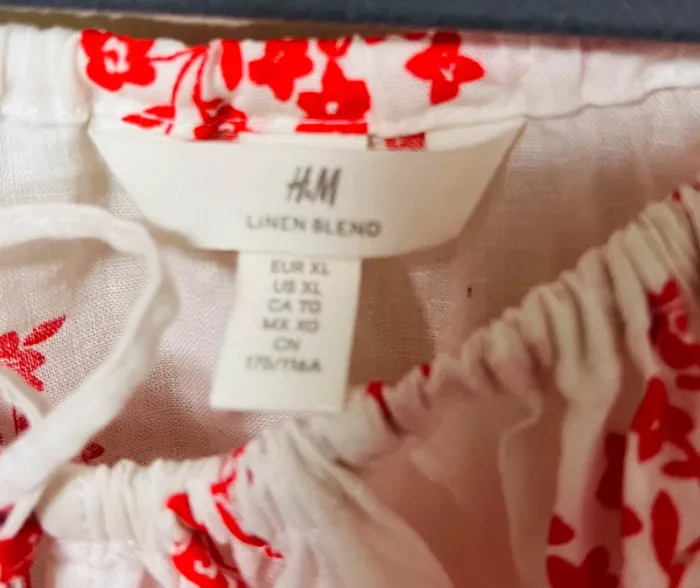 H&M
LINEN BLEND
EUR XL
US XL
CA TG
MX XG
CN
175/116A